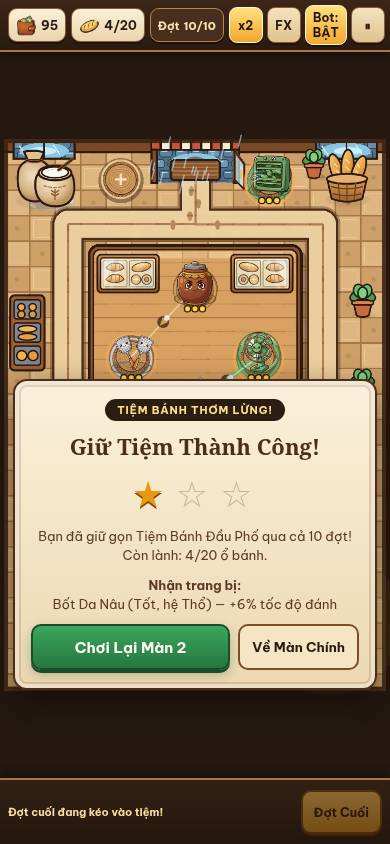 95
4/20
Đợt 10/10
x2
FX
Bot:
BẬT
TIỆM BÁNH THƠM LỪNG!
Giữ Tiệm Thành Công!
Bạn đã giữ gọn Tiệm Bánh Đầu Phố qua cả 10 đợt!
Còn lành: 4/20 ổ bánh.
Nhận trang bị:
Bốt Da Nâu (Tốt, hệ Thổ) — +6% tốc độ đánh
Chơi Lại Màn 2
Về Màn Chính
Đợt cuối đang kéo vào tiệm!
Đợt Cuối